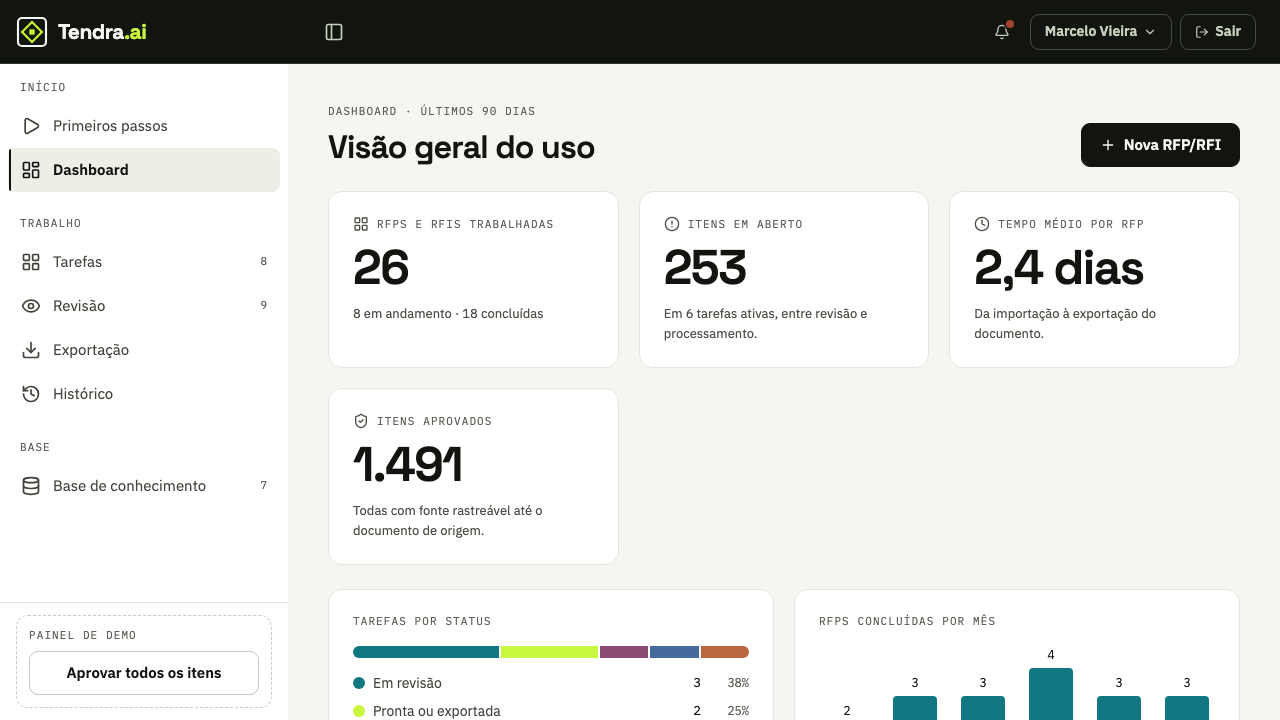 Tendra.ai
Marcelo Vieira
Sair
INÍCIO
Primeiros passos
Dashboard
TRABALHO
Tarefas 8
Revisão 9
Exportação
Histórico
BASE
Base de conhecimento 7
PAINEL DE DEMO
Aprovar todos os itens
DASHBOARD · ÚLTIMOS 90 DIAS
Visão geral do uso
Nova RFP/RFI
RFPS E RFIS TRABALHADAS
26
8 em andamento · 18 concluídas
ITENS EM ABERTO
253
Em 6 tarefas ativas, entre revisão e
processamento.
TEMPO MÉDIO POR RFP
2,4 dias
Da importação à exportação do
documento.
ITENS APROVADOS
1.491
Todas com fonte rastreável até o
documento de origem.
TAREFAS POR STATUS
Em revisão 3 38%
Pronta ou exportada 2 25%
RFPS CONCLUÍDAS POR MÊS
2 3 3 4 3 3